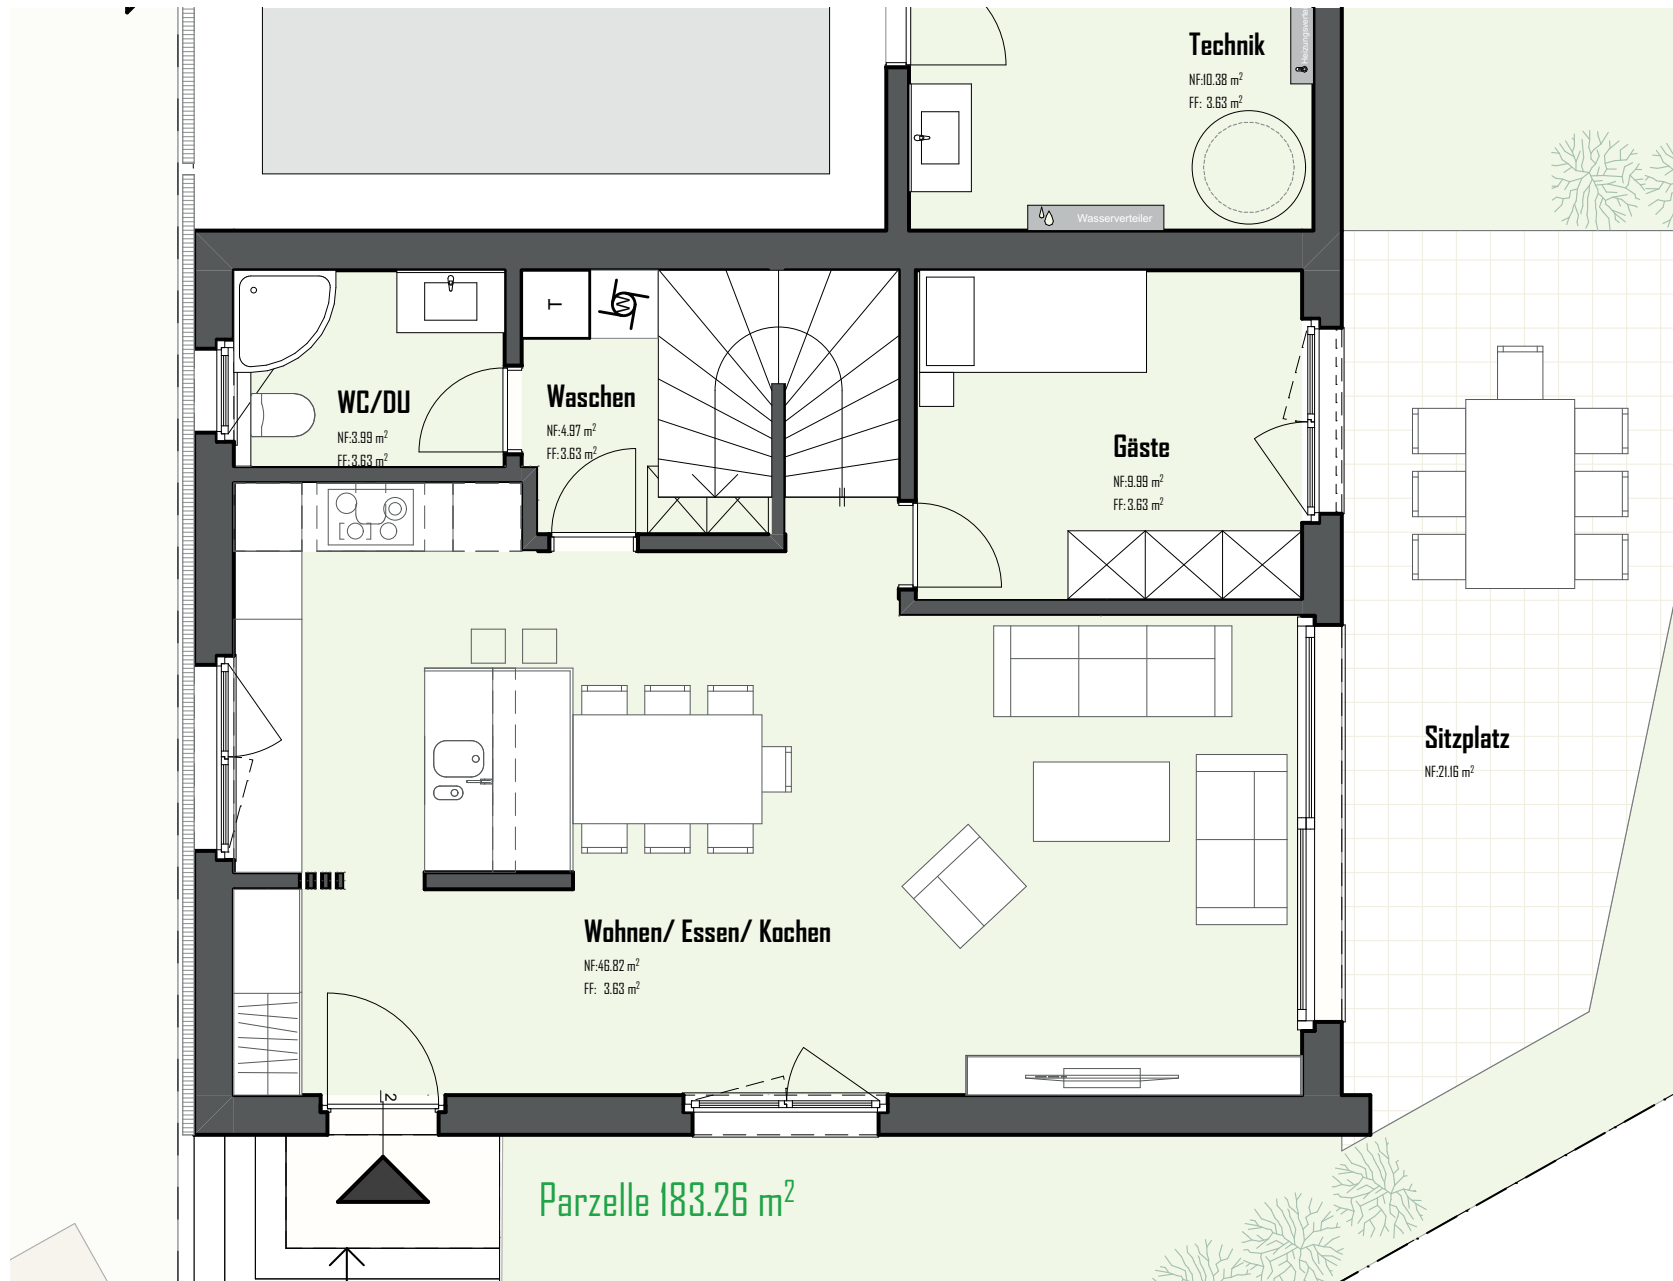 Technik
NF:10.38 m²
FF: 3.63 m²
Wasserverteiler
T
W
WC/DU
NF:3.99 m²
FF:3.63 m²
Waschen
NF:4.97 m²
FF:3.63 m²
Gäste
NF:9.99 m²
FF:3.63 m²
Sitzplatz
NF:21.16 m²
Wohnen/ Essen/ Kochen
NF:46.82 m²
FF: 3.63 m²
2
Parzelle 183.26 m²